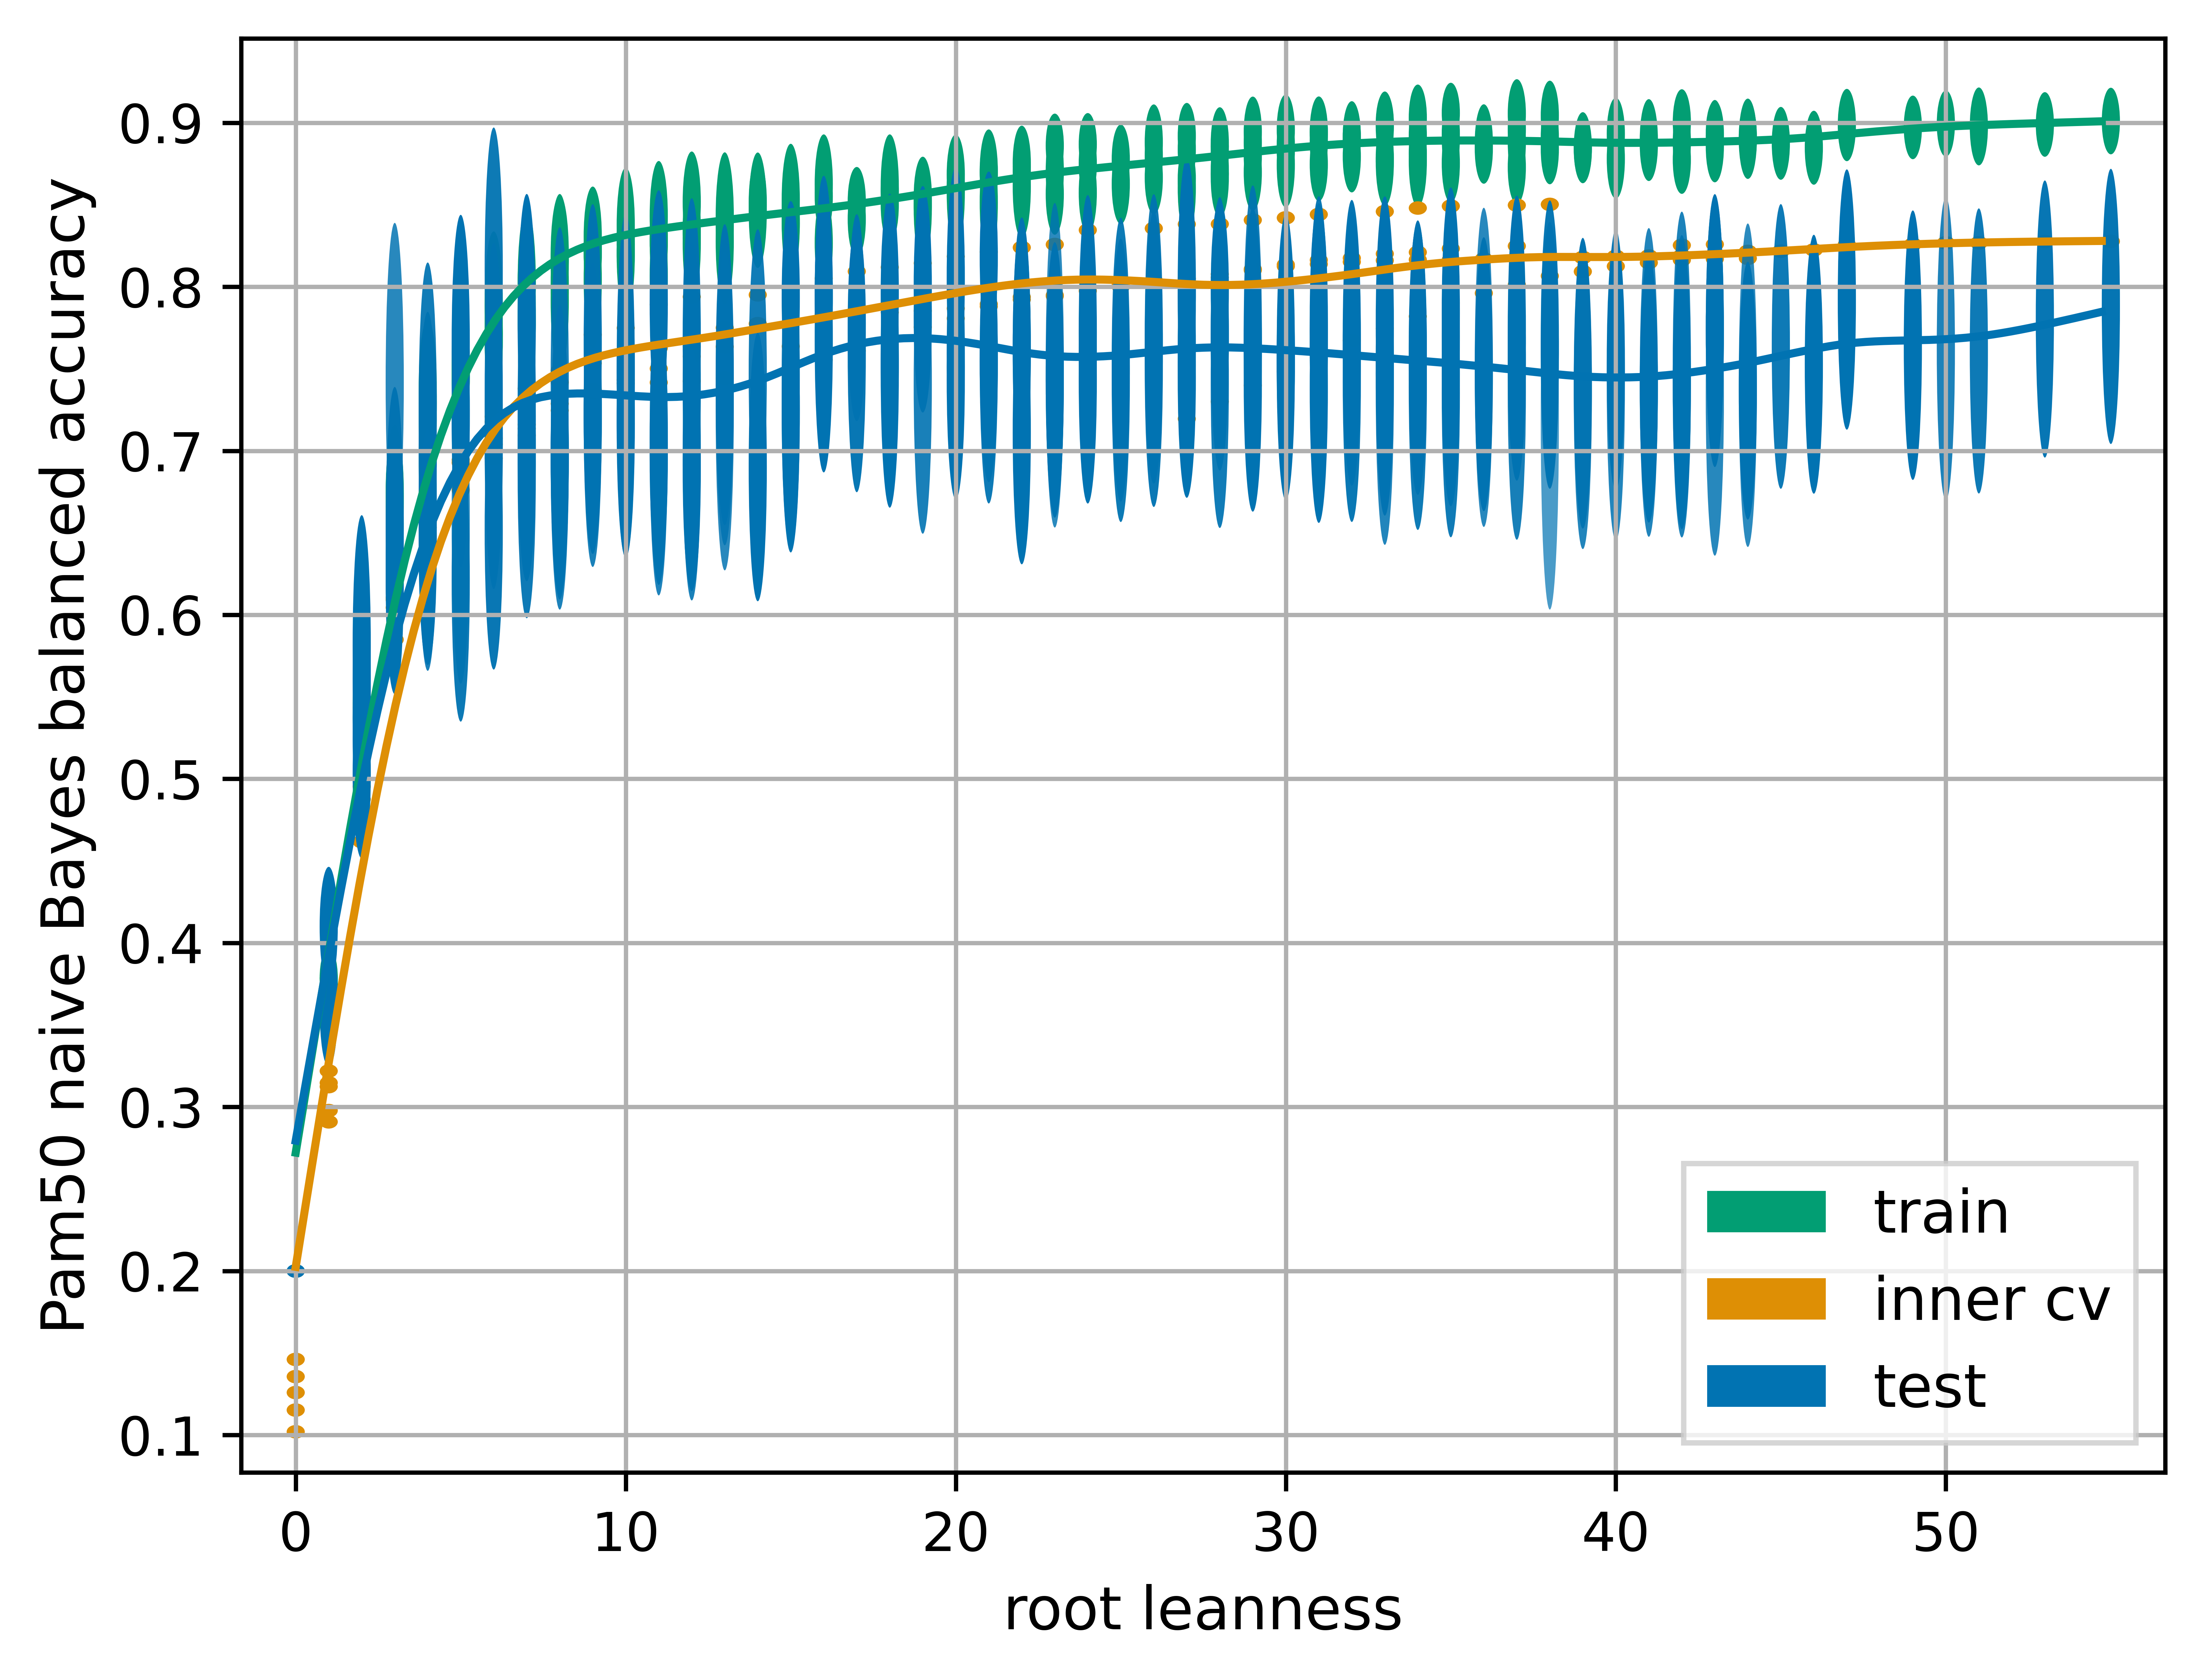 Pam50 naive Bayes balanced accuracy
0.9
0.8
0.7
0.6
0.5
0.4
0.3
0.2
0.1
0 10 20 30 40 50
root leanness
train
inner cv
test